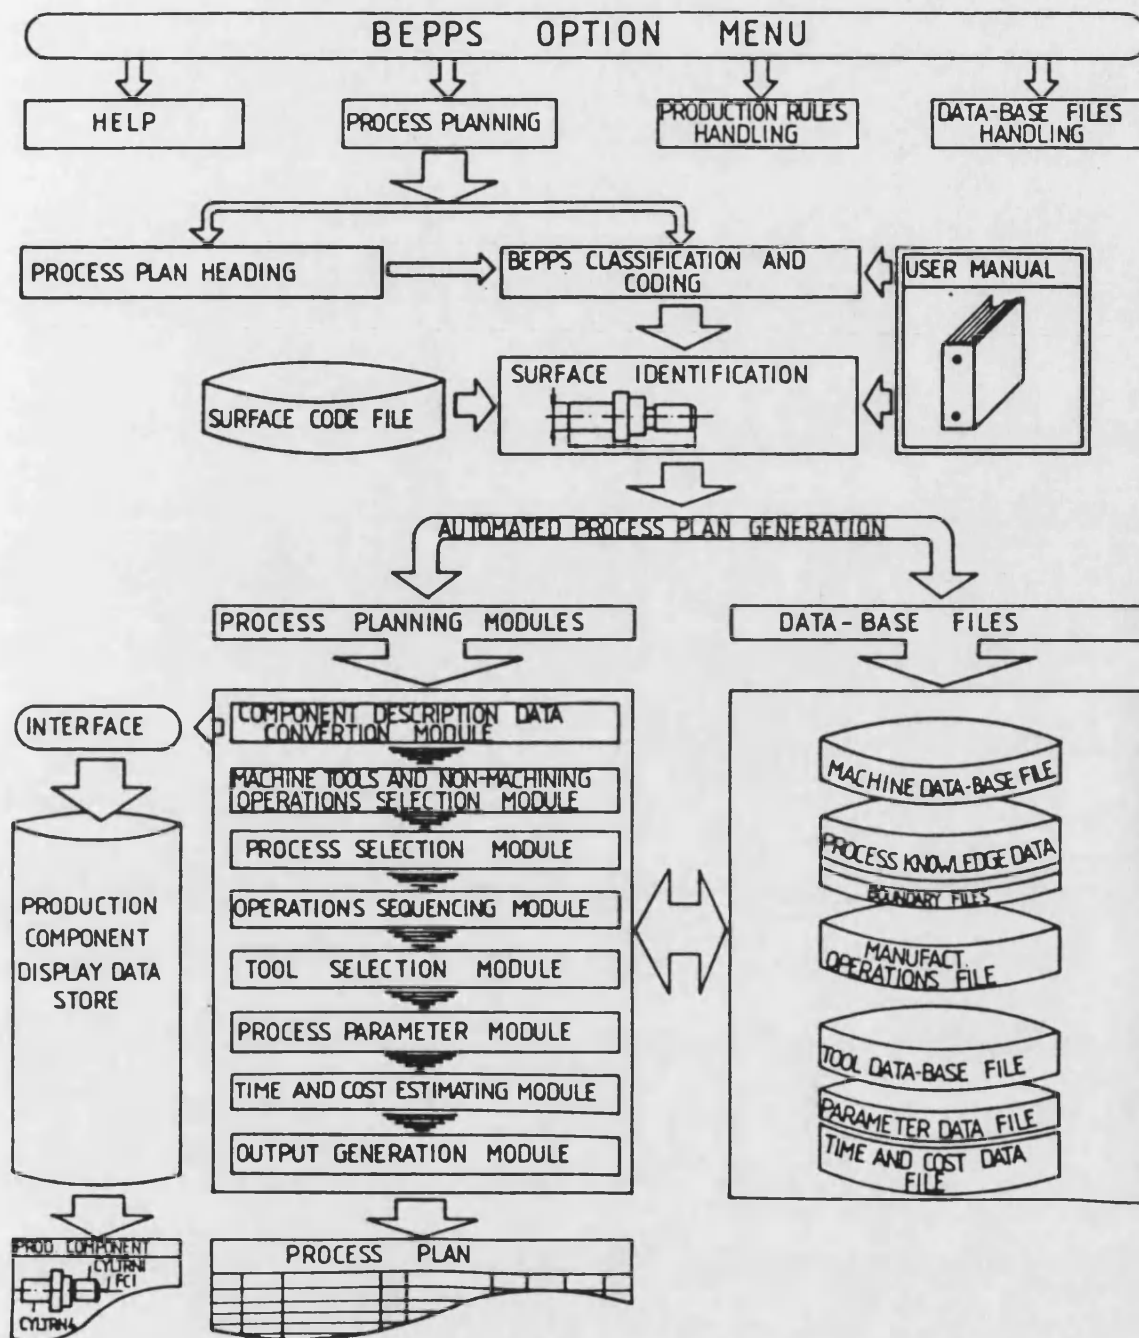 BEPPS OPTION MENU
HELP
PROCESS PLANNING
PRODUCTION RULES
HANDLING
DATA-BASE FILES
HANDLING
PROCESS PLAN HEADING
BEPPS CLASSIFICATION AND
CODING
USER MANUAL
SURFACE CODE FILE
SURFACE IDENTIFICATION
AUTOMATED PROCESS PLAN GENERATION
PROCESS PLANNING MODULES
DATA-BASE FILES
INTERFACE
COMPONENT DESCRIPTION DATA
CONVERTION MODULE
MACHINE TOOLS AND NON-MACHINING
OPERATIONS SELECTION MODULE
PROCESS SELECTION MODULE
OPERATIONS SEQUENCING MODULE
TOOL SELECTION MODULE
PROCESS PARAMETER MODULE
TIME AND COST ESTIMATING MODULE
OUTPUT GENERATION MODULE
PRODUCTION
COMPONENT
DISPLAY DATA
STORE
MACHINE DATA-BASE FILE
PROCESS KNOWLEDGE DATA
BOUNDARY FILES
MANUFACT.
OPERATIONS FILE
TOOL DATA-BASE FILE
PARAMETER DATA FILE
TIME AND COST DATA
FILE
PROD. COMPONENT
CYLTRN1
FC1
CYLTRN4
PROCESS PLAN